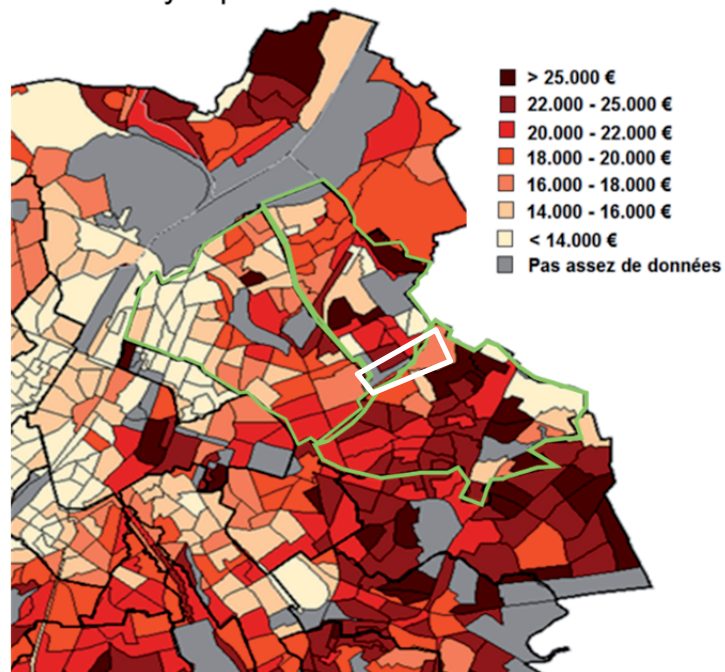 > 25.000 €
22.000 - 25.000 €
20.000 - 22.000 €
18.000 - 20.000 €
16.000 - 18.000 €
14.000 - 16.000 €
< 14.000 €
Pas assez de données